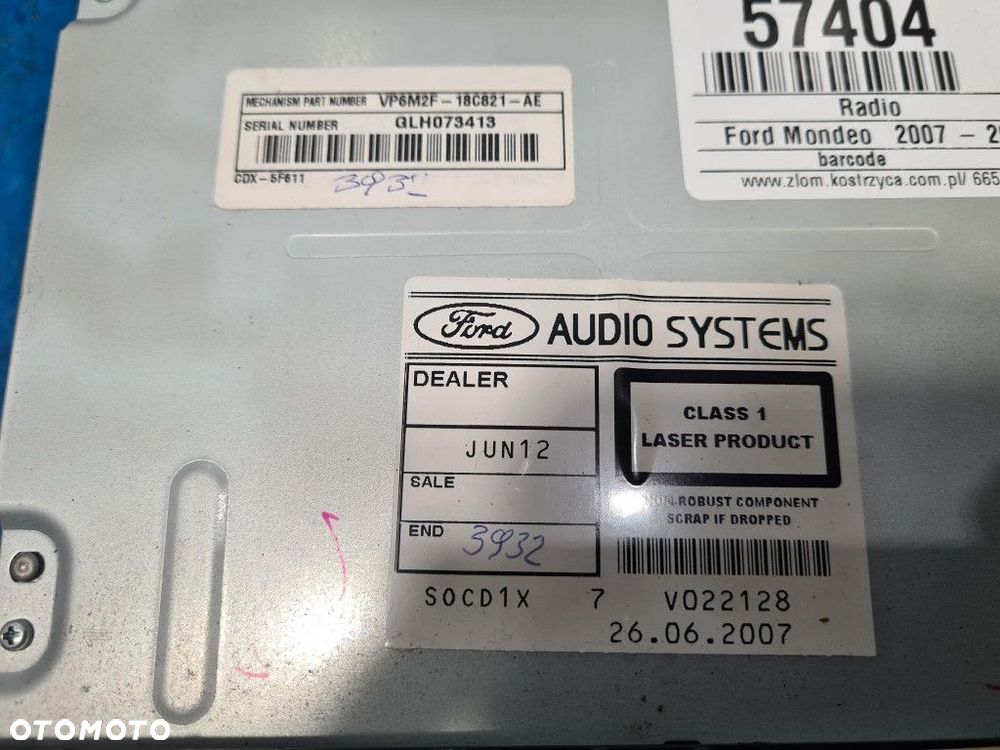 57404
Radio
Ford Mondeo 2007 - 2
barcode
www.zlom.kostrzyca.com.pl/ 665
MECHANISM PART NUMBER VP6M2F-18C821-AE
SERIAL NUMBER GLH073413
CDX-5F611 3932
Ford AUDIO SYSTEMS
DEALER
JUN12
SALE
END 3932
CLASS 1
LASER PRODUCT
NON-ROBUST COMPONENT
SCRAP IF DROPPED
SOCD1X 7 V022128
26.06.2007
OTOMOTO